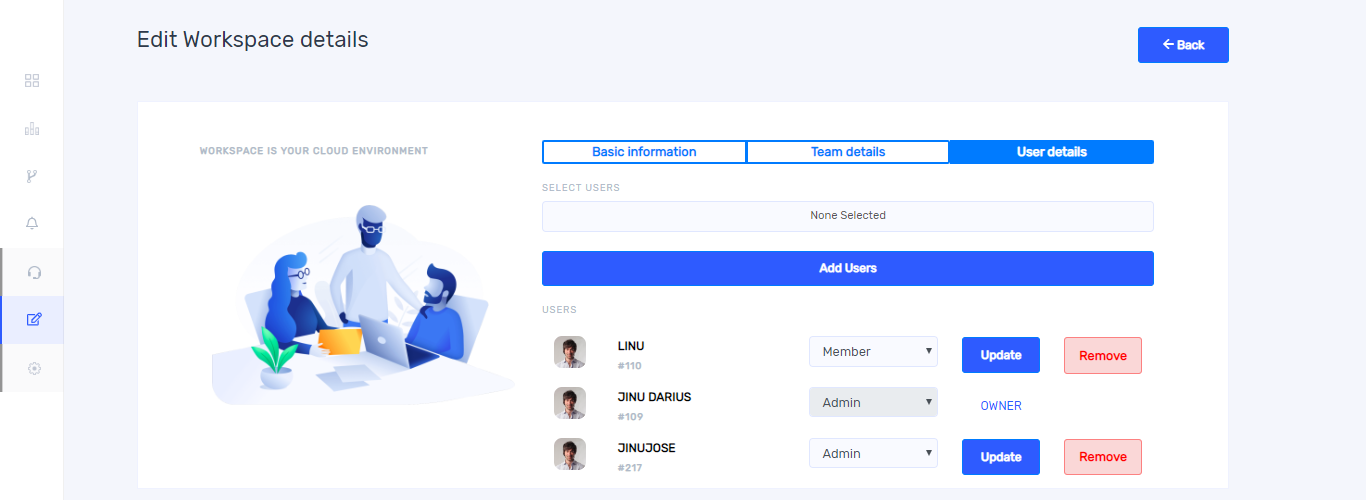 Edit Workspace details
← Back
WORKSPACE IS YOUR CLOUD ENVIRONMENT
Basic information
Team details
User details
SELECT USERS
None Selected
Add Users
USERS
LINU
#110
Member
Update
Remove
JINU DARIUS
#109
Admin
OWNER
JINUJOSE
#217
Admin
Update
Remove